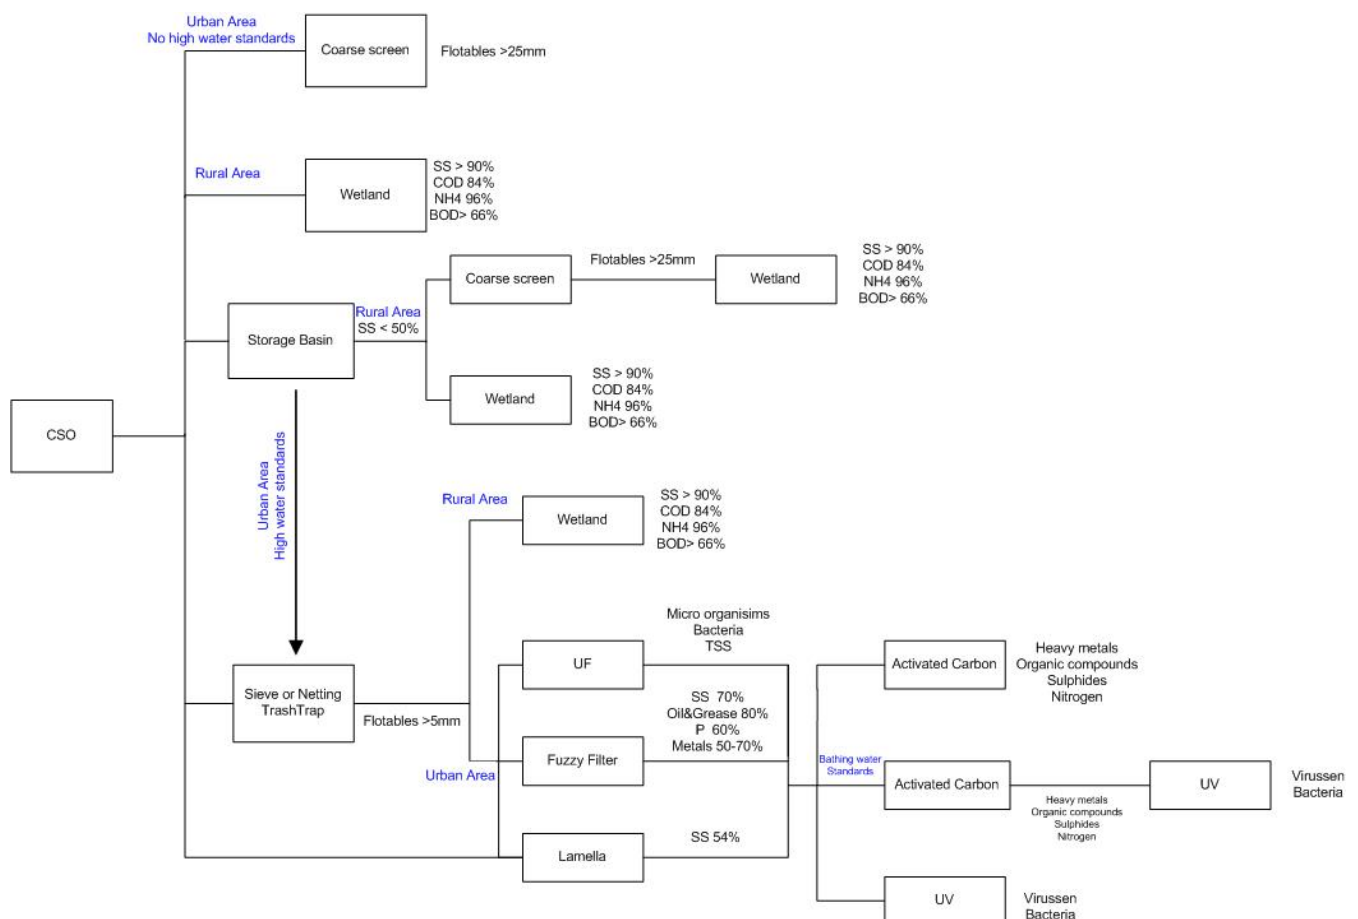 Urban Area
No high water standards
Coarse screen
Flotables >25mm
Rural Area
Wetland
SS > 90%
COD 84%
NH4 96%
BOD> 66%
Storage Basin
Rural Area
SS < 50%
Coarse screen
Flotables >25mm
Wetland
SS > 90%
COD 84%
NH4 96%
BOD> 66%
Wetland
SS > 90%
COD 84%
NH4 96%
BOD> 66%
CSO
Urban Area
High water standards
Sieve or Netting
TrashTrap
Flotables >5mm
Rural Area
Wetland
SS > 90%
COD 84%
NH4 96%
BOD> 66%
Urban Area
UF
Micro organisims
Bacteria
TSS
Fuzzy Filter
SS 70%
Oil&Grease 80%
P 60%
Metals 50-70%
Lamella
SS 54%
Bathing water
Standards
Activated Carbon
Heavy metals
Organic compounds
Sulphides
Nitrogen
Activated Carbon
Heavy metals
Organic compounds
Sulphides
Nitrogen
UV
Virussen
Bacteria
UV
Virussen
Bacteria